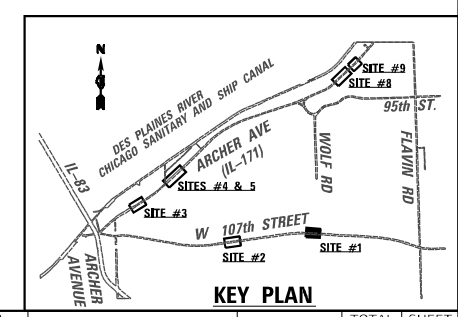 N
SITE #9
SITE #8
DES PLAINES RIVER
CHICAGO SANITARY AND SHIP CANAL
95th ST.
ARCHER AVE
(IL-171)
WOLF RD
FLAVIN RD
IL-83
SITES #4 & 5
SITE #3
W 107th STREET
SITE #1
SITE #2
ARCHER
AVENUE
KEY PLAN
TOTAL SHEET